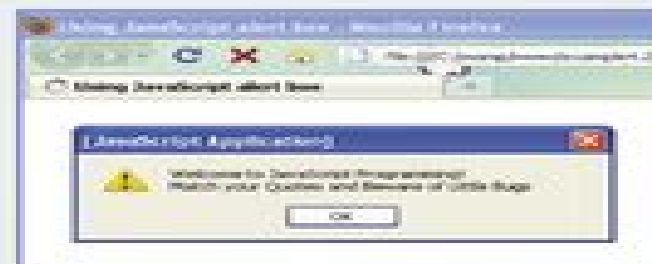 Using JavaScript alert box - Mozilla Firefox
Using JavaScript alert box
[JavaScript Application]
Welcome to JavaScript Programming!
Match your Quotes and Beware of Little Bugs
OK